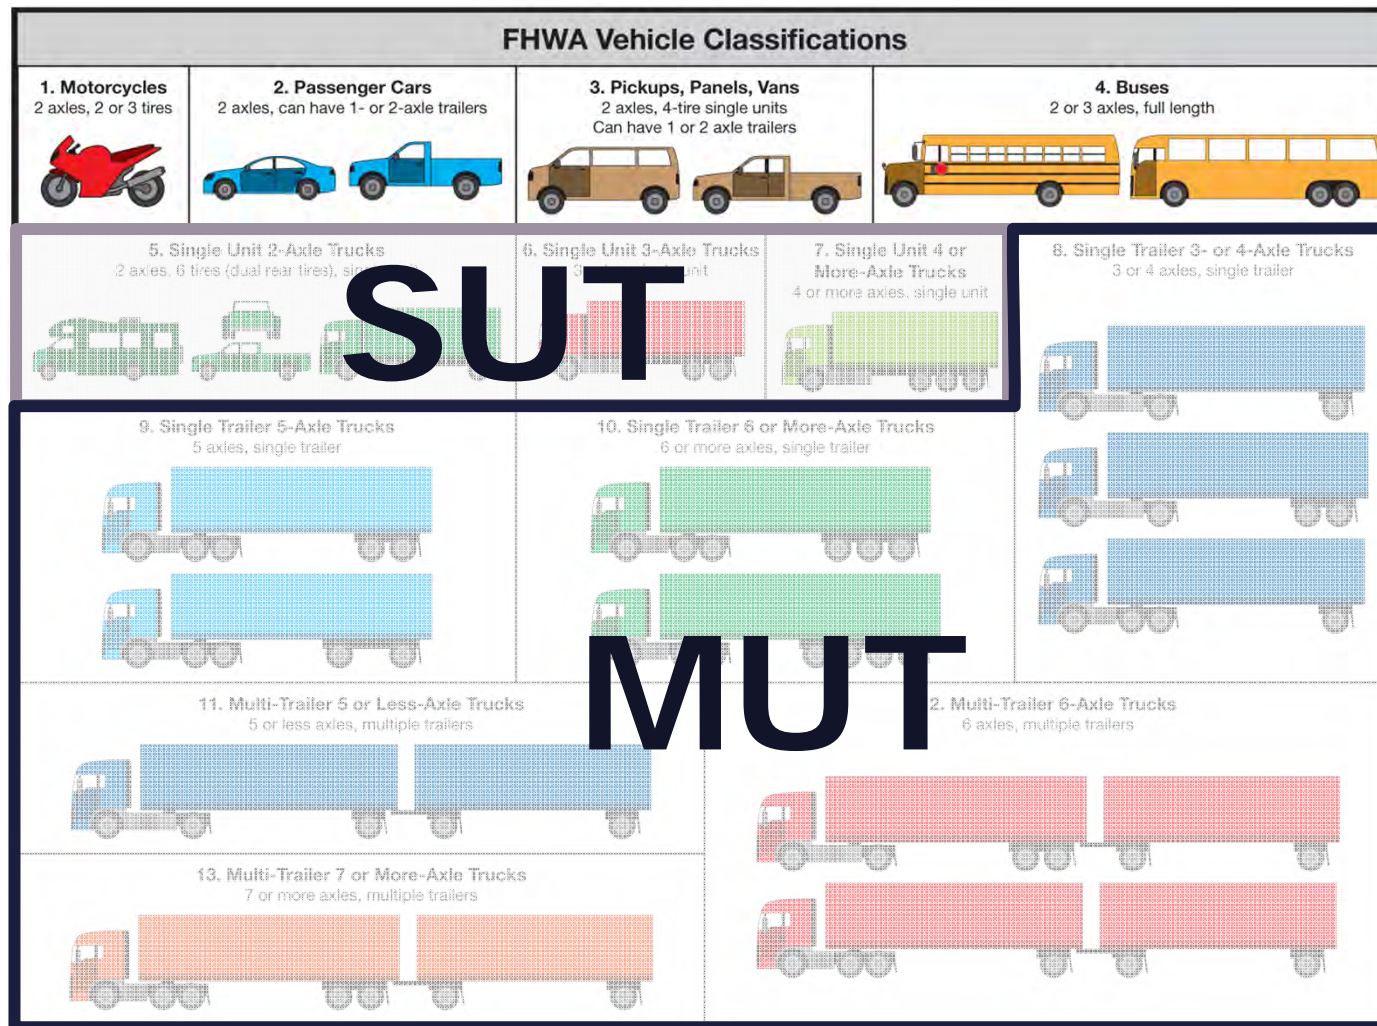 FHWA Vehicle Classifications
1. Motorcycles
2 axles, 2 or 3 tires
2. Passenger Cars
2 axles, can have 1- or 2-axle trailers
3. Pickups, Panels, Vans
2 axles, 4-tire single units
Can have 1 or 2 axle trailers
4. Buses
2 or 3 axles, full length
5. Single Unit 2-Axle Trucks
2 axles, 6 tires (dual rear tires),
6. Single Unit 3-Axle Trucks
unit
7. Single Unit 4 or
More-Axle Trucks
4 or more axles, single unit
SUT
8. Single Trailer 3- or 4-Axle Trucks
3 or 4 axles, single trailer
9. Single Trailer 5-Axle Trucks
5 axles, single trailer
10. Single Trailer 6 or More-Axle Trucks
6 or more axles, single trailer
MUT
11. Multi-Trailer 5 or Less-Axle Trucks
5 or less axles, multiple trailers
2. Multi-Trailer 6-Axle Trucks
6 axles, multiple trailers
13. Multi-Trailer 7 or More-Axle Trucks
7 or more axles, multiple trailers